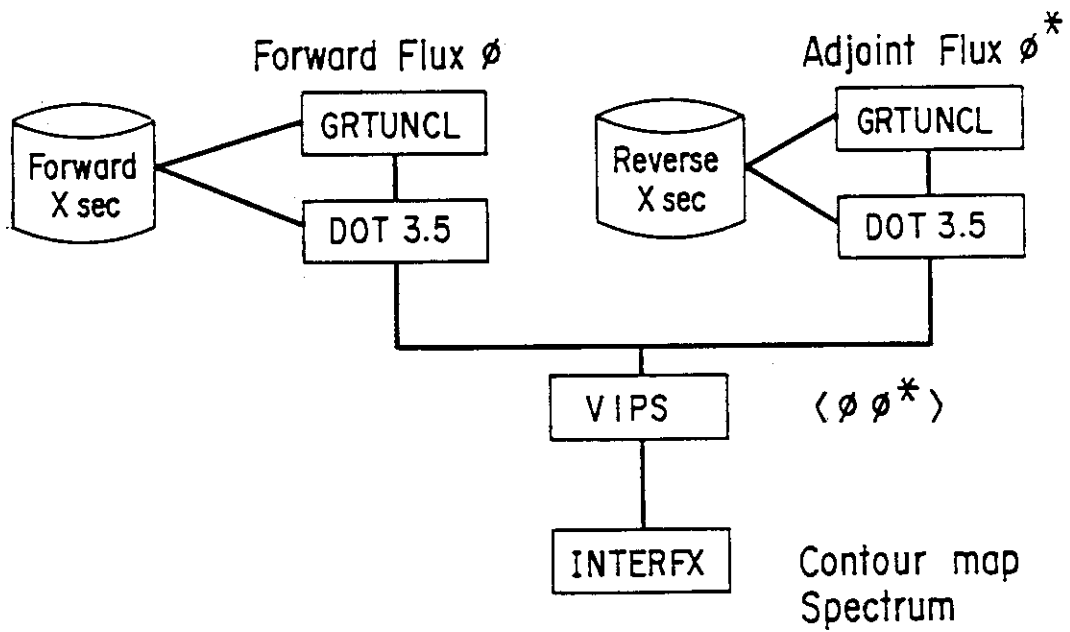 Forward Flux ø
Adjoint Flux ø*
Forward
X sec
GRTUNCL
DOT 3.5
Reverse
X sec
GRTUNCL
DOT 3.5
VIPS
⟨ø ø*⟩
INTERFX
Contour map
Spectrum